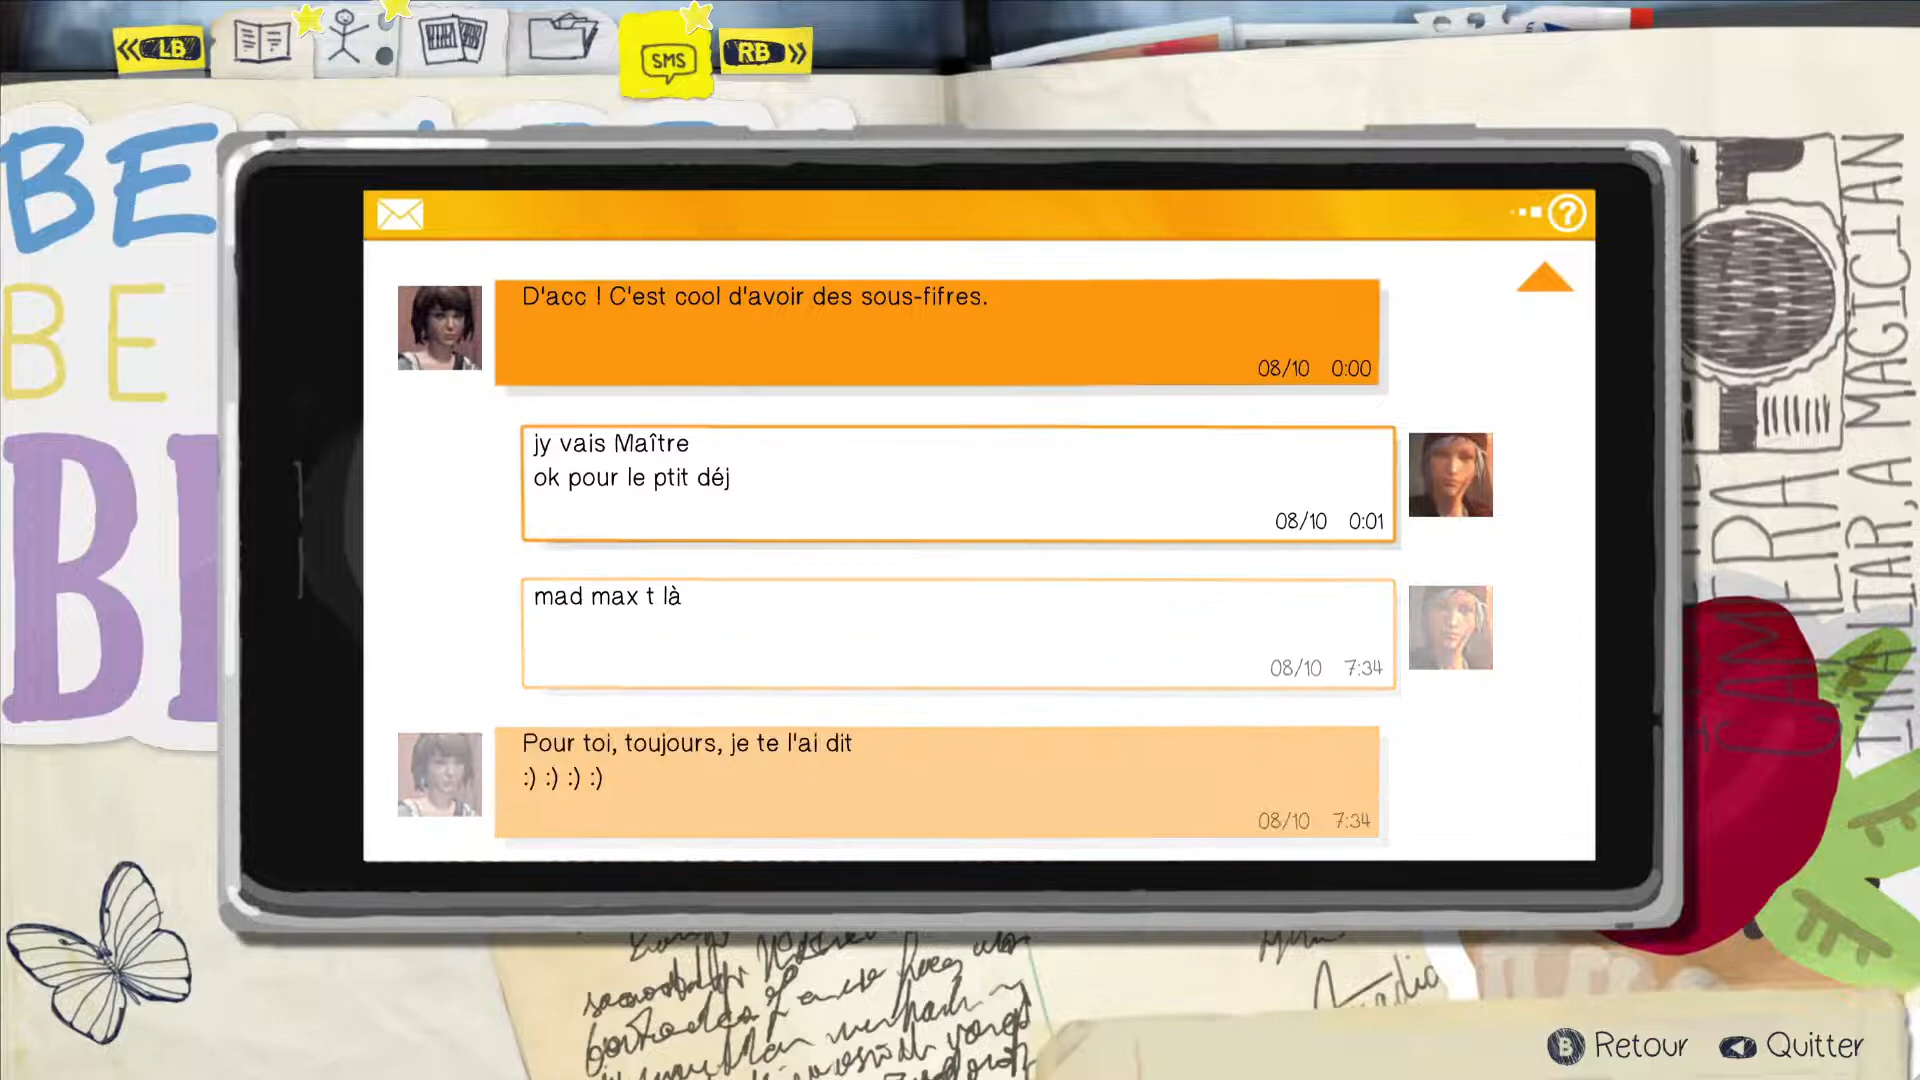 LB
SMS
RB
BE
BE
D'acc ! C'est cool d'avoir des sous-fifres.
08/10 0:00
jy vais Maître
ok pour le ptit déj
08/10 0:01
mad max t là
08/10 7:34
Pour toi, toujours, je te l'ai dit
:) :) :) :)
08/10 7:34
LIAR, A MAGICIAN
B Retour
Quitter